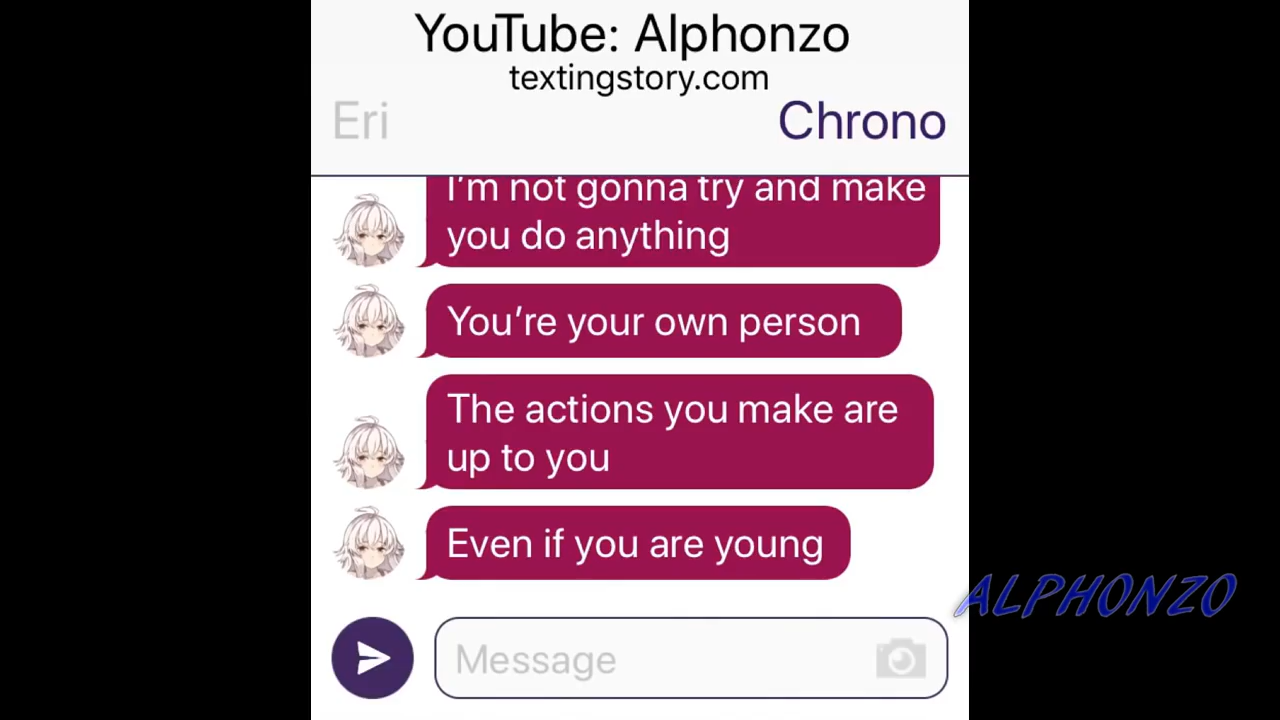 YouTube: Alphonzo
textingstory.com
Eri
Chrono
I’m not gonna try and make
you do anything
You’re your own person
The actions you make are
up to you
Even if you are young
ALPHONZO
Message